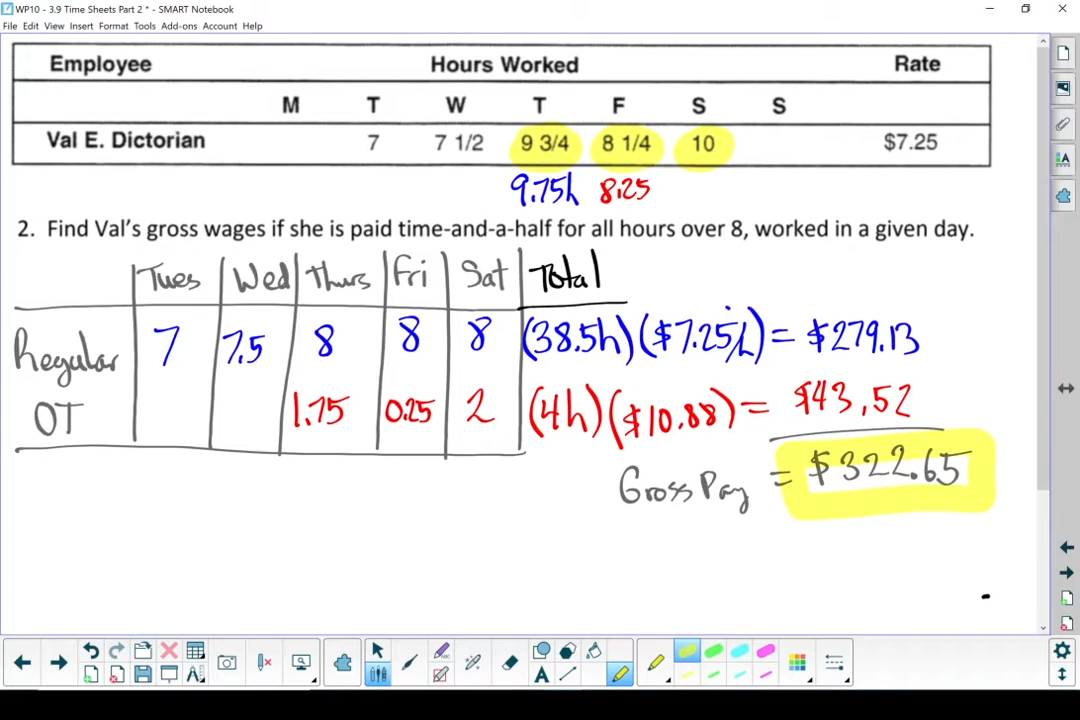 WP10 - 3.9 Time Sheets Part 2 * - SMART Notebook
File Edit View Insert Format Tools Add-ons Account Help
Employee Hours Worked Rate
M T W T F S S
Val E. Dictorian 7 7 1/2 9 3/4 8 1/4 10 $7.25
9.75h 8.25
2. Find Val's gross wages if she is paid time-and-a-half for all hours over 8, worked in a given day.
Tues Wed Thurs Fri Sat Total
Regular 7 7.5 8 8 8 (38.5h)($7.25/h) = $279.13
OT 1.75 0.25 2 (4h)($10.88) = $43.52
Gross Pay = $322.65